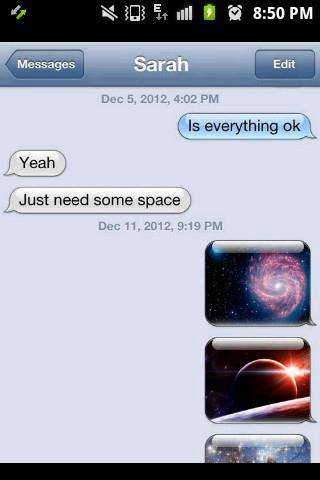 8:50 PM
Messages
Sarah
Edit
Dec 5, 2012, 4:02 PM
Is everything ok
Yeah
Just need some space
Dec 11, 2012, 9:19 PM